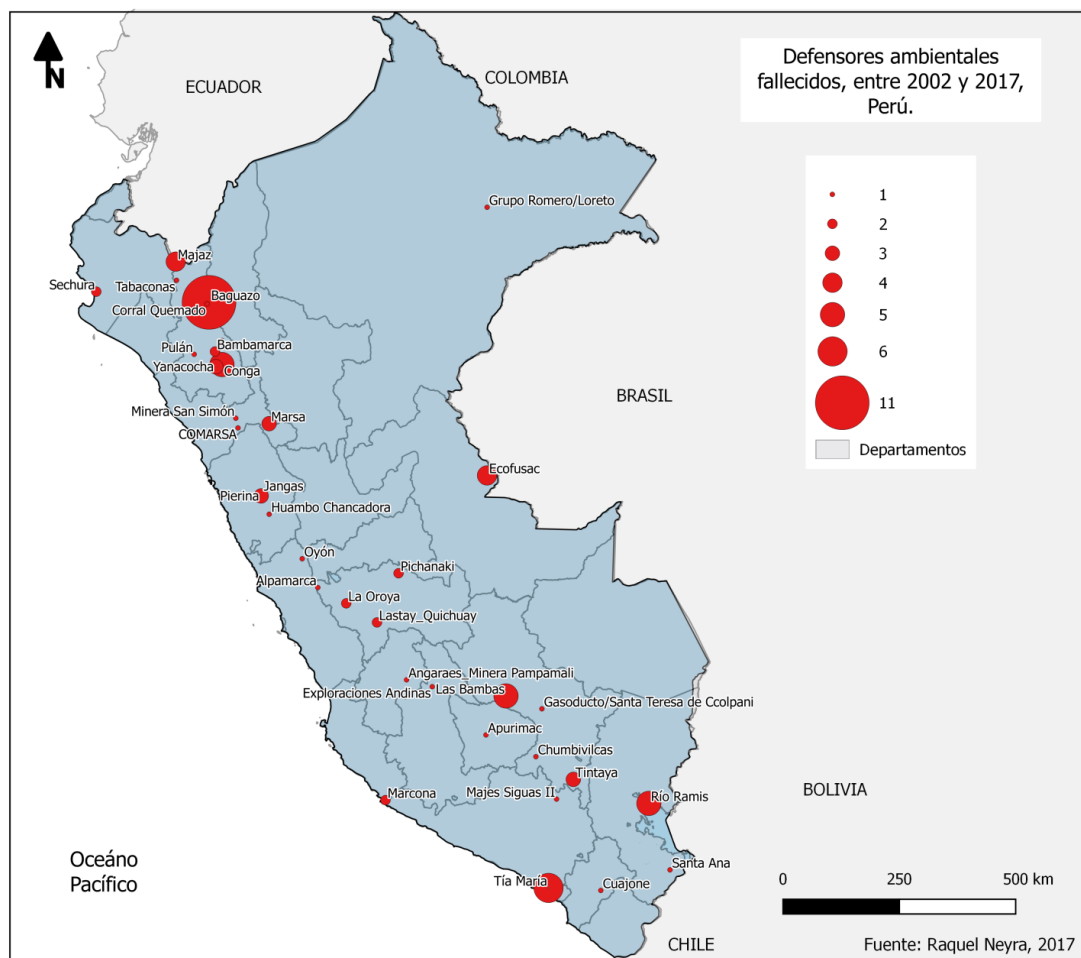 N
ECUADOR
COLOMBIA
Defensores ambientales
fallecidos, entre 2002 y 2017,
Perú.
1
2
3
4
5
6
11
Departamentos
Grupo Romero/Loreto
Majaz
Tabaconas
Sechura
Baguazo
Corral Quemado
Bambamarca
Pulán
Yanacocha
Conga
BRASIL
Minera San Simón
Marsa
COMARSA
Ecofusac
Jangas
Pierina
Huambo Chancadora
Oyón
Pichanaki
Alpamarca
La Oroya
Lastay_Quichuay
Angaraes_Minera Pampamali
Exploraciones Andinas
Las Bambas
Gasoducto/Santa Teresa de Ccolpani
Apurimac
Chumbivilcas
Tintaya
Majes Siguas II
Marcona
Río Ramis
BOLIVIA
Oceáno
Pacífico
Santa Ana
Tía María
Cuajone
0 250 500 km
CHILE
Fuente: Raquel Neyra, 2017